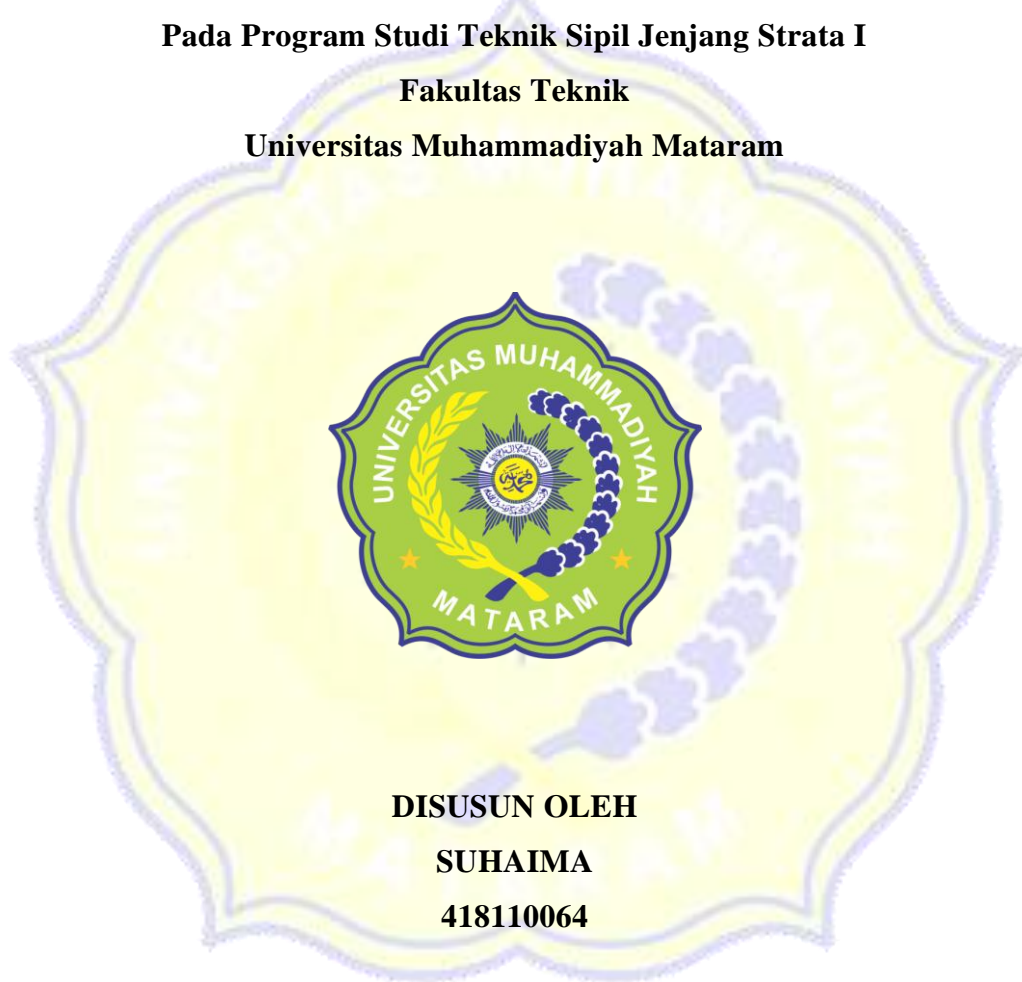 Pada Program Studi Teknik Sipil Jenjang Strata I
Fakultas Teknik
Universitas Muhammadiyah Mataram
UNIVERSITAS MUHAMMADIYAH
MATARAM
DISUSUN OLEH
SUHAIMA
418110064